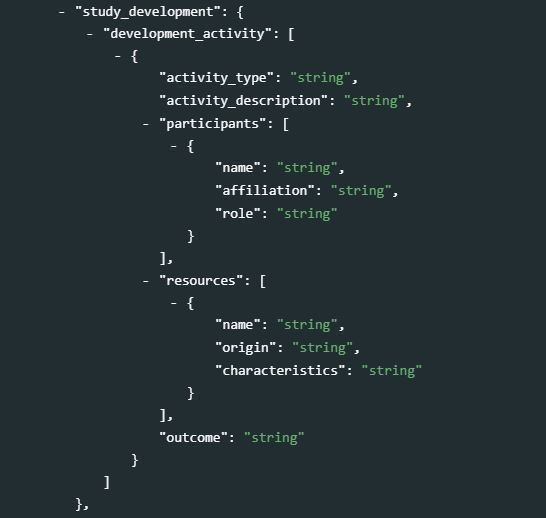 - "study_development": {
- "development_activity": [
- {
"activity_type": "string",
"activity_description": "string",
- "participants": [
- {
"name": "string",
"affiliation": "string",
"role": "string"
}
],
- "resources": [
- {
"name": "string",
"origin": "string",
"characteristics": "string"
}
],
"outcome": "string"
}
]
},